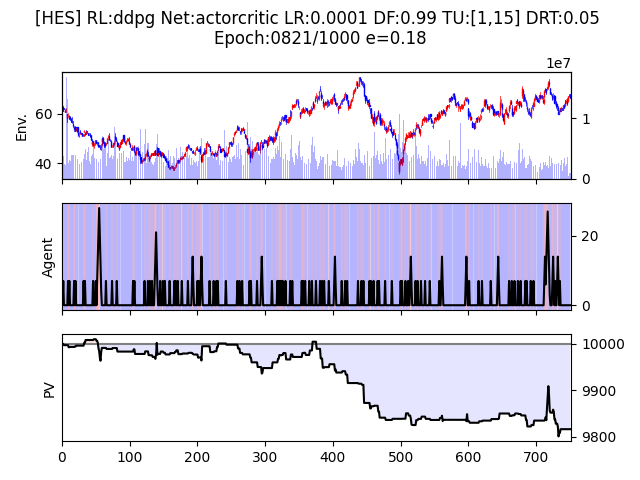 [HES] RL:ddpg Net:actorcritic LR:0.0001 DF:0.99 TU:[1,15] DRT:0.05
Epoch:0821/1000 e=0.18
1e7
Env.
60
40
1
0
Agent
20
0
PV
10000
9900
9800
0 100 200 300 400 500 600 700